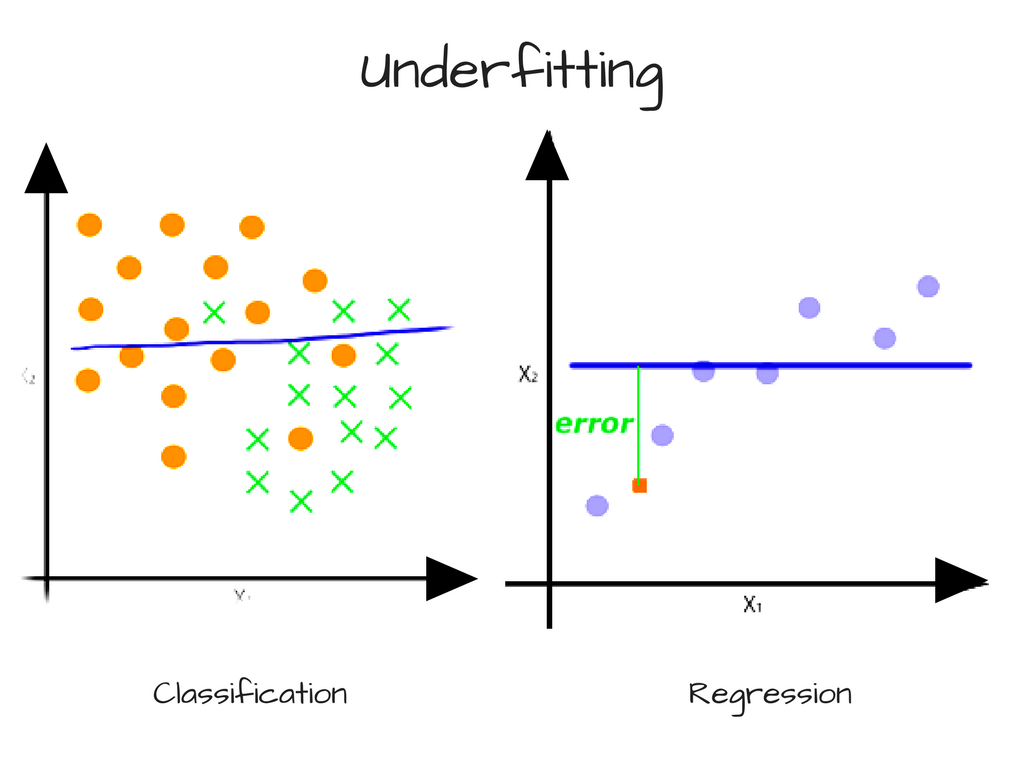 Underfitting
X₂
error
X₁
Classification
Regression